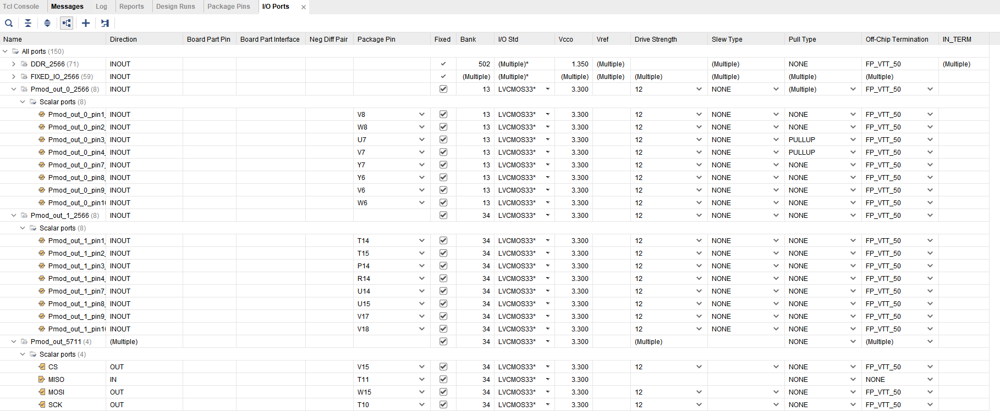 Tcl Console Messages Log Reports Design Runs Package Pins I/O Ports
Name Direction Board Part Pin Board Part Interface Neg Diff Pair Package Pin Fixed Bank I/O Std Vcco Vref Drive Strength Slew Type Pull Type Off-Chip Termination IN_TERM
All ports (150)
DDR_2566 (71) INOUT 502 (Multiple)* 1.350 (Multiple) (Multiple) NONE FP_VTT_50 (Multiple)
FIXED_IO_2566 (59) INOUT (Multiple) (Multiple)* (Multiple) (Multiple) (Multiple) (Multiple) (Multiple) (Multiple)
Pmod_out_0_2566 (8) INOUT 13 LVCMOS33* 3.300 12 NONE (Multiple) FP_VTT_50
Scalar ports (8)
Pmod_out_0_pin1_ INOUT V8 13 LVCMOS33* 3.300 12 NONE NONE FP_VTT_50
Pmod_out_0_pin2_ INOUT W8 13 LVCMOS33* 3.300 12 NONE NONE FP_VTT_50
Pmod_out_0_pin3_ INOUT U7 13 LVCMOS33* 3.300 12 NONE PULLUP FP_VTT_50
Pmod_out_0_pin4_ INOUT V7 13 LVCMOS33* 3.300 12 NONE PULLUP FP_VTT_50
Pmod_out_0_pin7_ INOUT Y7 13 LVCMOS33* 3.300 12 NONE NONE FP_VTT_50
Pmod_out_0_pin8_ INOUT Y6 13 LVCMOS33* 3.300 12 NONE NONE FP_VTT_50
Pmod_out_0_pin9_ INOUT V6 13 LVCMOS33* 3.300 12 NONE NONE FP_VTT_50
Pmod_out_0_pin10 INOUT W6 13 LVCMOS33* 3.300 12 NONE NONE FP_VTT_50
Pmod_out_1_2566 (8) INOUT 34 LVCMOS33* 3.300 12 NONE NONE FP_VTT_50
Scalar ports (8)
Pmod_out_1_pin1_ INOUT T14 34 LVCMOS33* 3.300 12 NONE NONE FP_VTT_50
Pmod_out_1_pin2_ INOUT T15 34 LVCMOS33* 3.300 12 NONE NONE FP_VTT_50
Pmod_out_1_pin3_ INOUT P14 34 LVCMOS33* 3.300 12 NONE NONE FP_VTT_50
Pmod_out_1_pin4_ INOUT R14 34 LVCMOS33* 3.300 12 NONE NONE FP_VTT_50
Pmod_out_1_pin7_ INOUT U14 34 LVCMOS33* 3.300 12 NONE NONE FP_VTT_50
Pmod_out_1_pin8_ INOUT U15 34 LVCMOS33* 3.300 12 NONE NONE FP_VTT_50
Pmod_out_1_pin9_ INOUT V17 34 LVCMOS33* 3.300 12 NONE NONE FP_VTT_50
Pmod_out_1_pin10 INOUT V18 34 LVCMOS33* 3.300 12 NONE NONE FP_VTT_50
Pmod_out_5711 (4) (Multiple) 34 LVCMOS33* 3.300 (Multiple) NONE (Multiple)
Scalar ports (4)
CS OUT V15 34 LVCMOS33* 3.300 12 NONE FP_VTT_50
MISO IN T11 34 LVCMOS33* 3.300 NONE NONE
MOSI OUT W15 34 LVCMOS33* 3.300 12 NONE FP_VTT_50
SCK OUT T10 34 LVCMOS33* 3.300 12 NONE FP_VTT_50